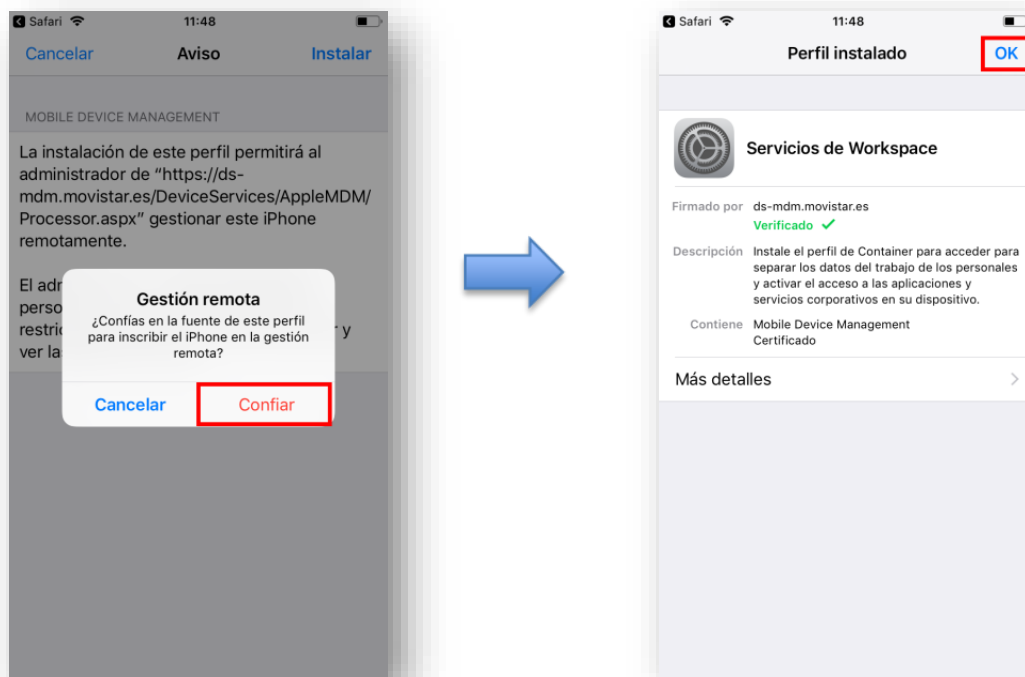 Safari
11:48
Cancelar
Aviso
Instalar
MOBILE DEVICE MANAGEMENT
La instalación de este perfil permitirá al
administrador de “https://ds-
mdm.movistar.es/DeviceServices/AppleMDM/
Processor.aspx” gestionar este iPhone
remotamente.
El adr
perso
restric
y
ver la
Gestión remota
¿Confías en la fuente de este perfil
para inscribir el iPhone en la gestión
remota?
Cancelar
Confiar
Safari
11:48
Perfil instalado
OK
Servicios de Workspace
Firmado por ds-mdm.movistar.es
Verificado
Descripción Instale el perfil de Container para acceder para
separar los datos del trabajo de los personales
y activar el acceso a las aplicaciones y
servicios corporativos en su dispositivo.
Contiene Mobile Device Management
Certificado
Más detalles